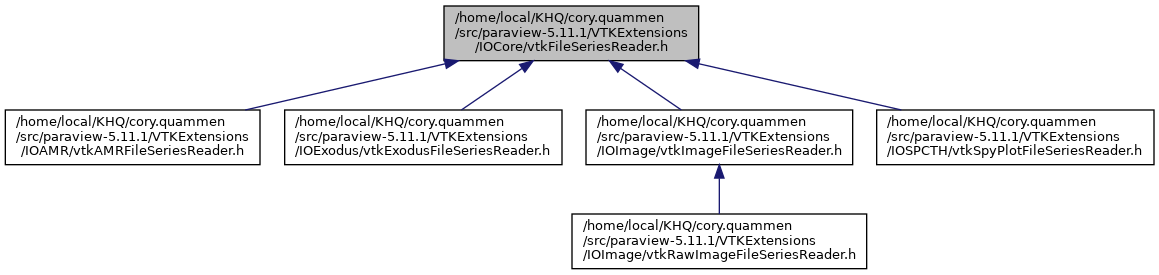 /home/local/KHQ/cory.quammen
/src/paraview-5.11.1/VTKExtensions
/IOCore/vtkFileSeriesReader.h
/home/local/KHQ/cory.quammen
/src/paraview-5.11.1/VTKExtensions
/IOAMR/vtkAMRFileSeriesReader.h
/home/local/KHQ/cory.quammen
/src/paraview-5.11.1/VTKExtensions
/IOExodus/vtkExodusFileSeriesReader.h
/home/local/KHQ/cory.quammen
/src/paraview-5.11.1/VTKExtensions
/IOImage/vtkImageFileSeriesReader.h
/home/local/KHQ/cory.quammen
/src/paraview-5.11.1/VTKExtensions
/IOSPCTH/vtkSpyPlotFileSeriesReader.h
/home/local/KHQ/cory.quammen
/src/paraview-5.11.1/VTKExtensions
/IOImage/vtkRawImageFileSeriesReader.h